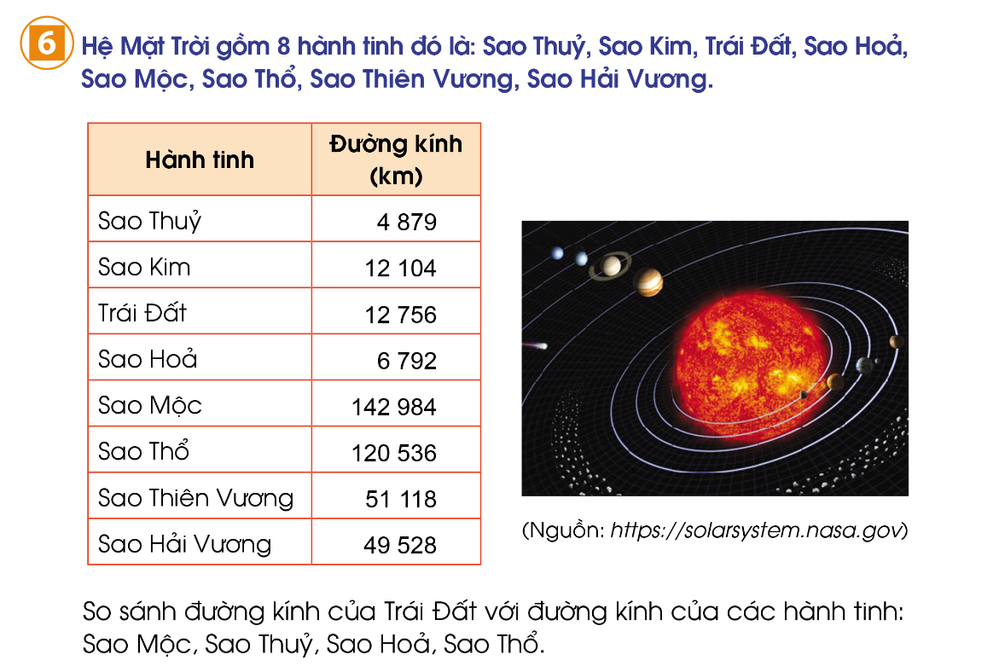 6
Hệ Mặt Trời gồm 8 hành tinh đó là: Sao Thuỷ, Sao Kim, Trái Đất, Sao Hoả,
Sao Mộc, Sao Thổ, Sao Thiên Vương, Sao Hải Vương.
Hành tinh Đường kính (km)
Sao Thuỷ 4 879
Sao Kim 12 104
Trái Đất 12 756
Sao Hoả 6 792
Sao Mộc 142 984
Sao Thổ 120 536
Sao Thiên Vương 51 118
Sao Hải Vương 49 528
(Nguồn: https://solarsystem.nasa.gov)
So sánh đường kính của Trái Đất với đường kính của các hành tinh:
Sao Mộc, Sao Thuỷ, Sao Hoả, Sao Thổ.